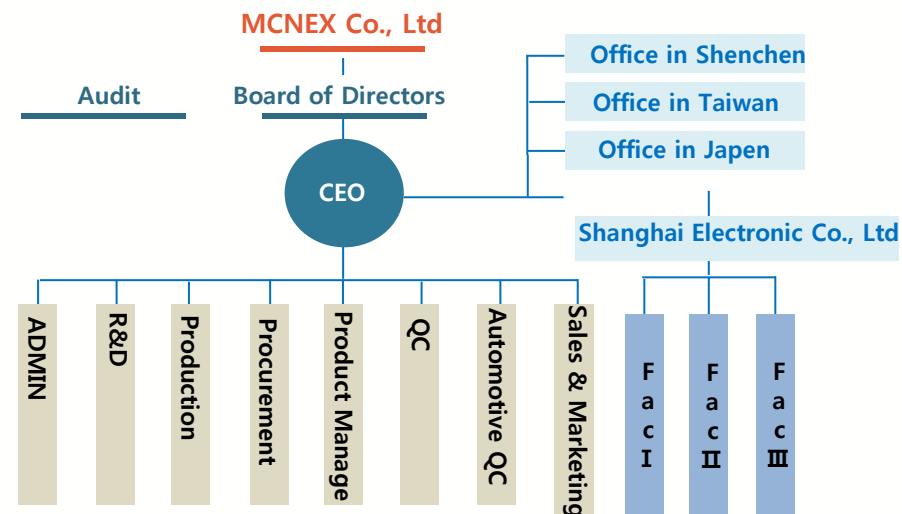 MCNEX Co., Ltd
Audit
Board of Directors
CEO
Office in Shenchen
Office in Taiwan
Office in Japen
Shanghai Electronic Co., Ltd
ADMIN
R&D
Production
Procurement
Product Manage
QC
Automotive QC
Sales & Marketing
Fac Ⅰ
Fac Ⅱ
Fac Ⅲ